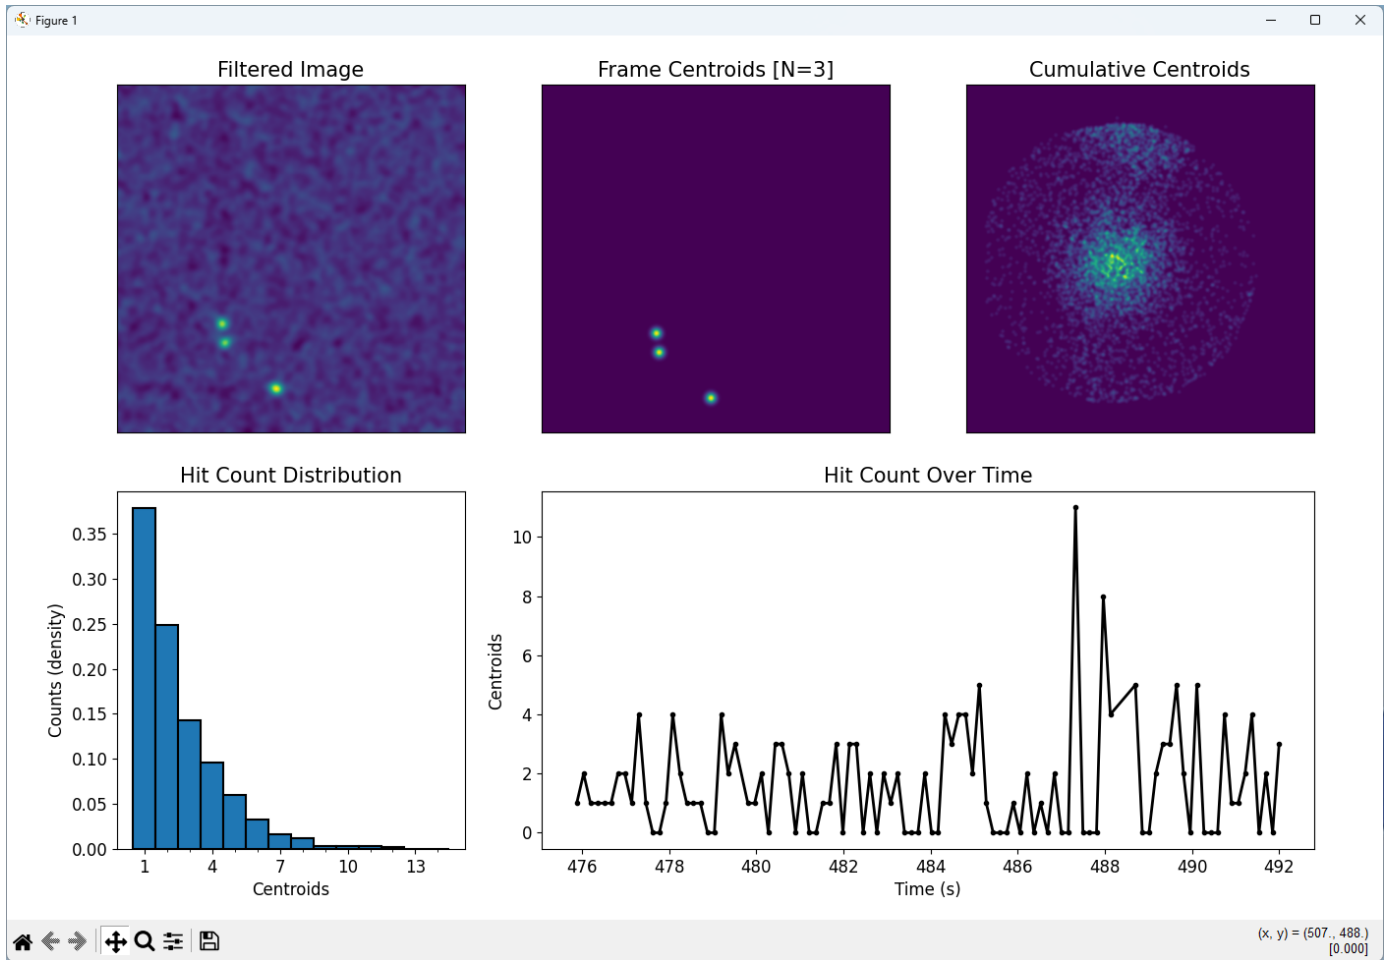 Figure 1
Filtered Image
Frame Centroids [N=3]
Cumulative Centroids
Hit Count Distribution
Counts (density)
0.35
0.30
0.25
0.20
0.15
0.10
0.05
0.00
1 4 7 10 13
Centroids
Hit Count Over Time
Centroids
10
8
6
4
2
0
476 478 480 482 484 486 488 490 492
Time (s)
(x, y) = (507., 488.)
[0.000]